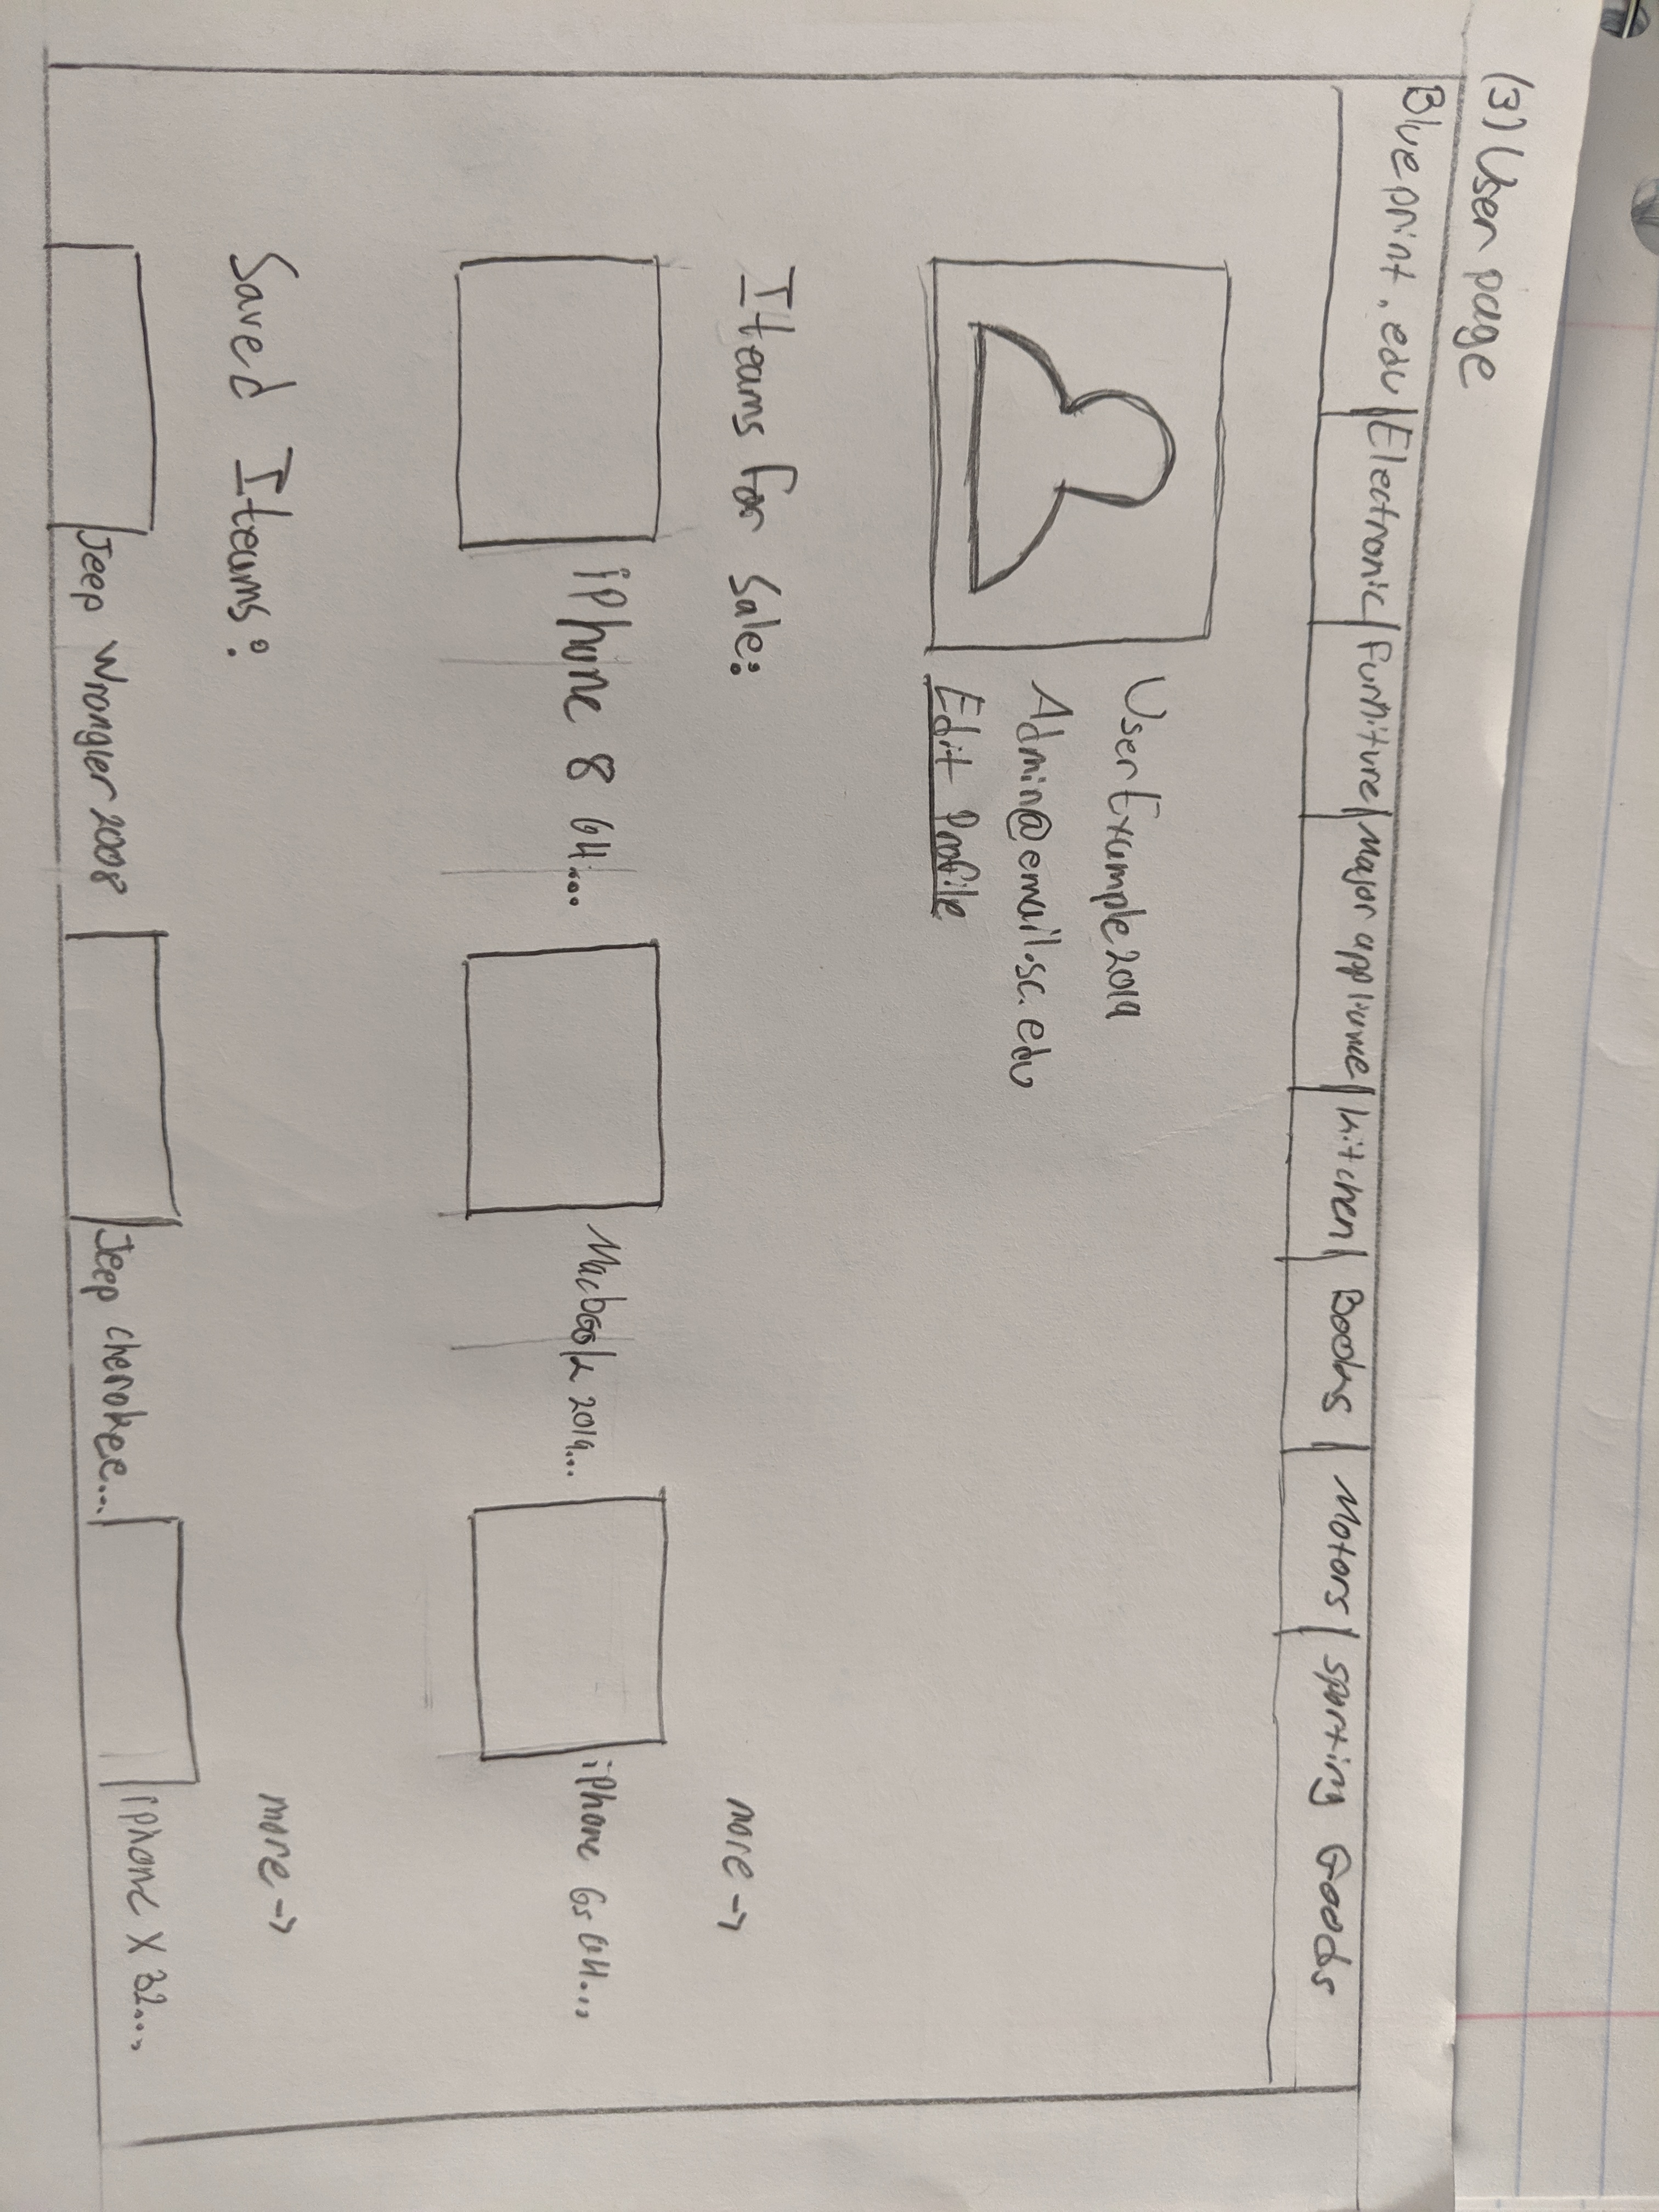 (3) User page
Blueprint.edu Electronic Furniture Major appliance Kitchen Books Motors sporting Goods
UserExample2019
Admin@email.sc.edu
Edit Profile
Iteams for Sale:
more ->
iPhone 8 64... Macbook 2019... iPhone 6s 64...
Saved Iteams:
more ->
Jeep Wrangler 2008 Jeep cherokee... iphone X 32...